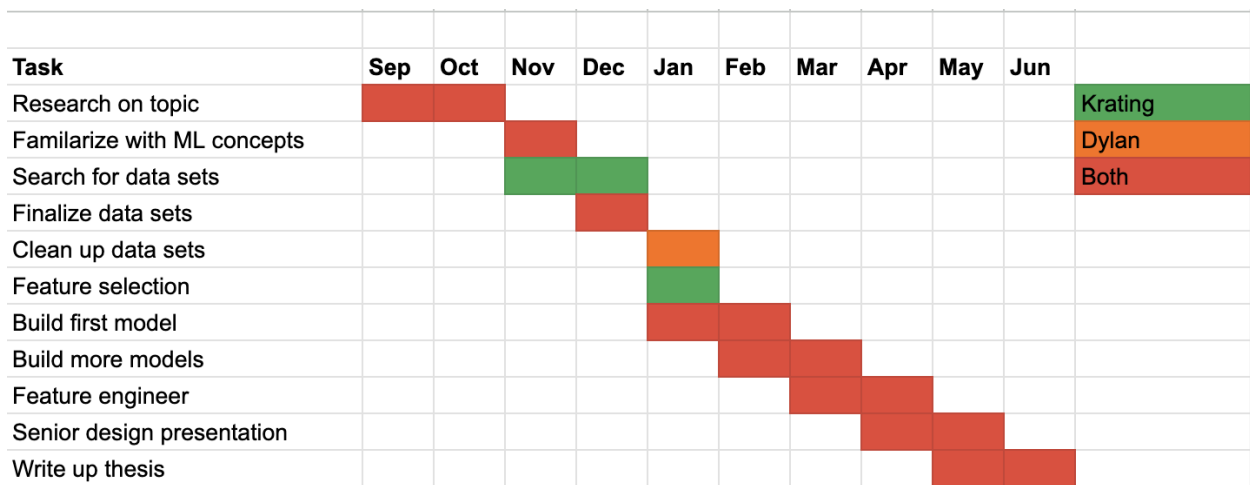 Task Sep Oct Nov Dec Jan Feb Mar Apr May Jun
Research on topic Krating
Familarize with ML concepts Dylan
Search for data sets Both
Finalize data sets
Clean up data sets
Feature selection
Build first model
Build more models
Feature engineer
Senior design presentation
Write up thesis